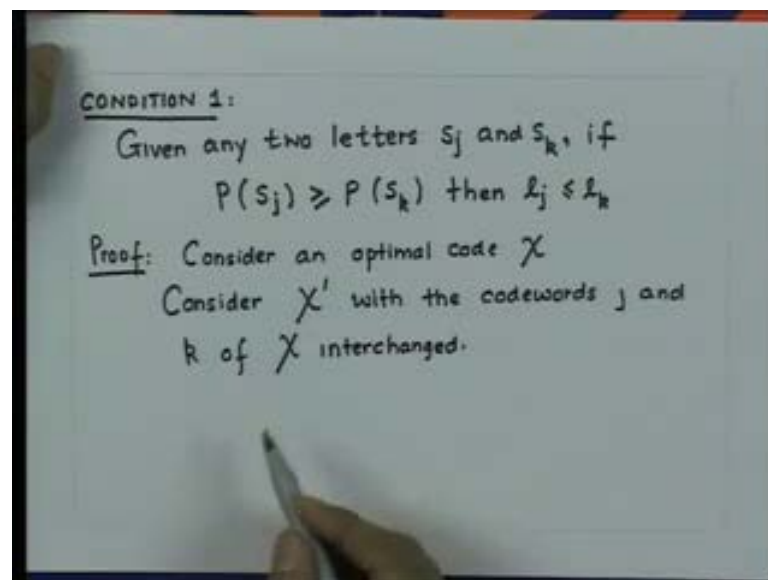 CONDITION 1:
Given any two letters Sj and Sk, if
P(Sj) ≥ P(Sk) then lj ≤ lk
Proof: Consider an optimal code X
Consider X' with the codewords j and
k of X interchanged.